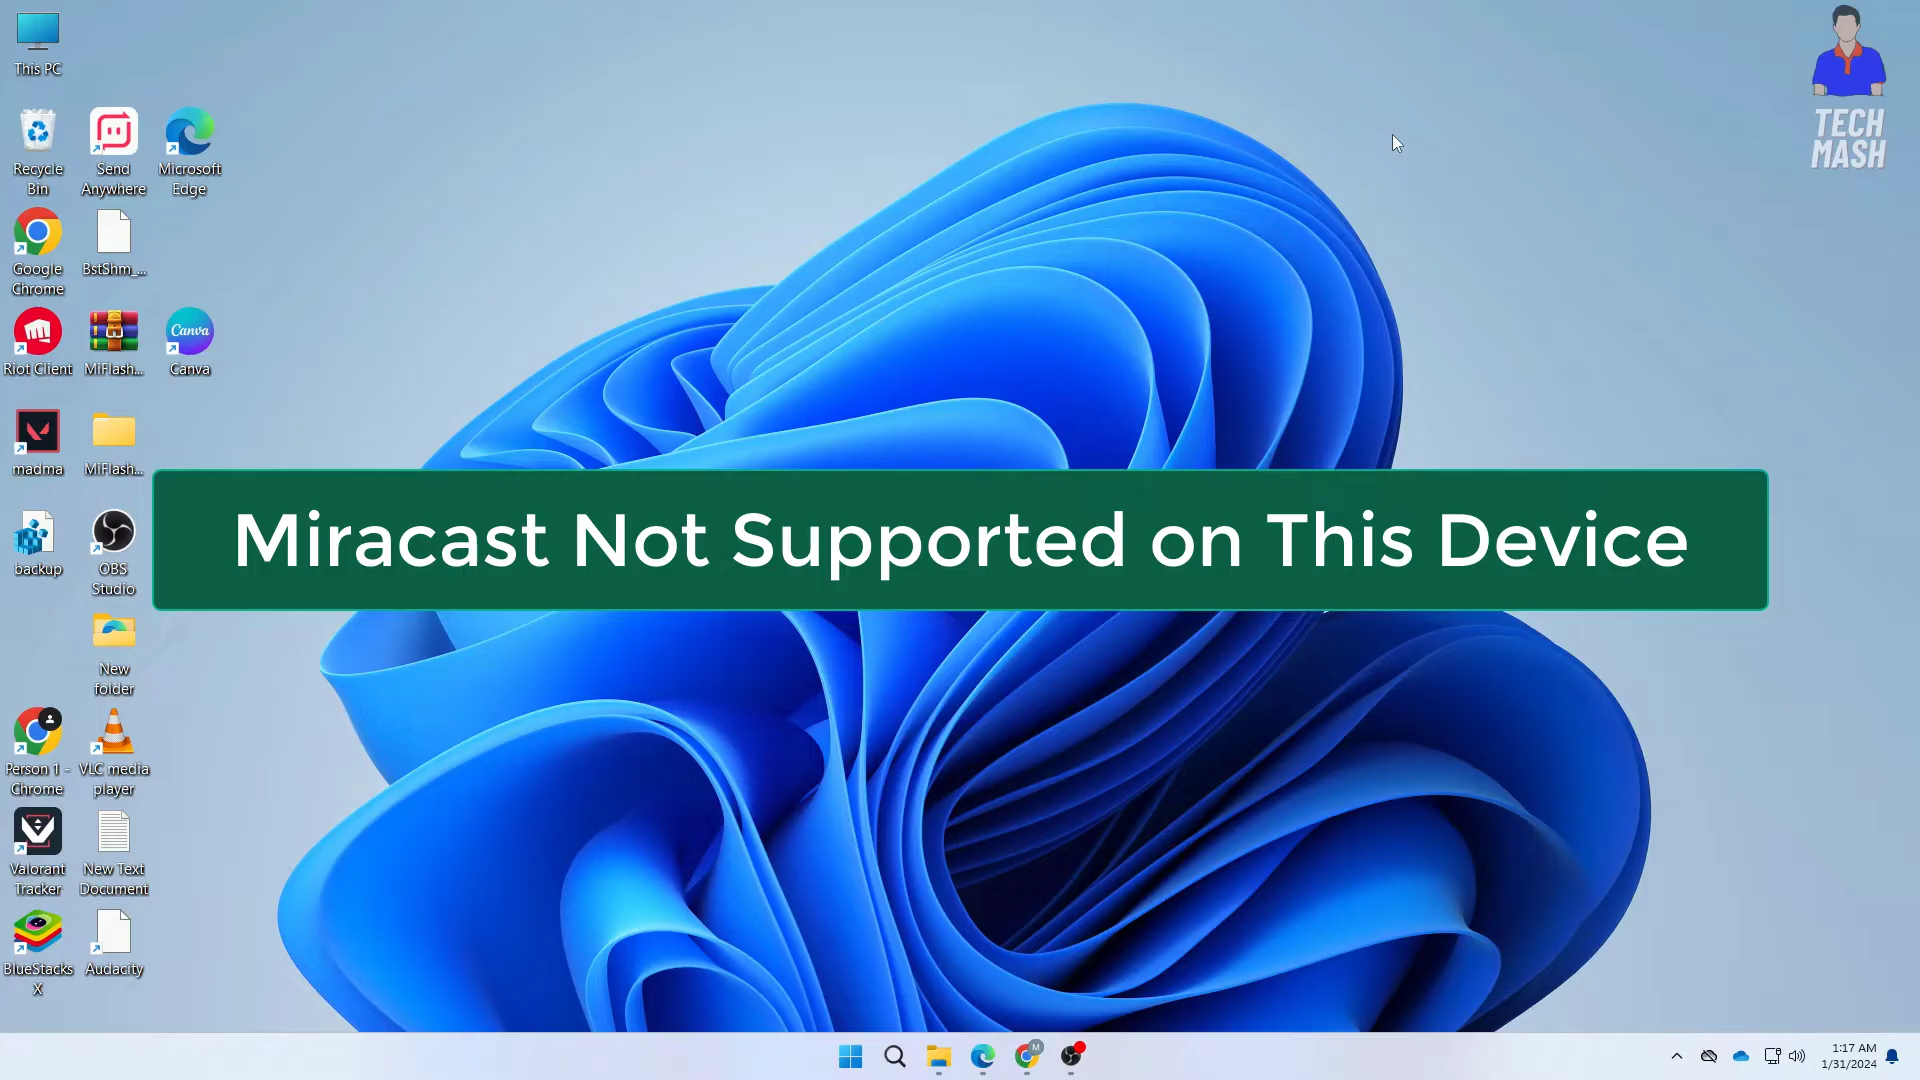 This PC
Recycle
Bin
Send
Anywhere
Microsoft
Edge
Google
Chrome
BstShm_...
Riot Client
MiFlash...
Canva
Canva
madma
MiFlash...
backup
OBS
Studio
New
folder
Person 1 -
Chrome
VLC media
player
Valorant
Tracker
New Text
Document
BlueStacks
X
Audacity
TECH
MASH
Miracast Not Supported on This Device
M
1:17 AM
1/31/2024